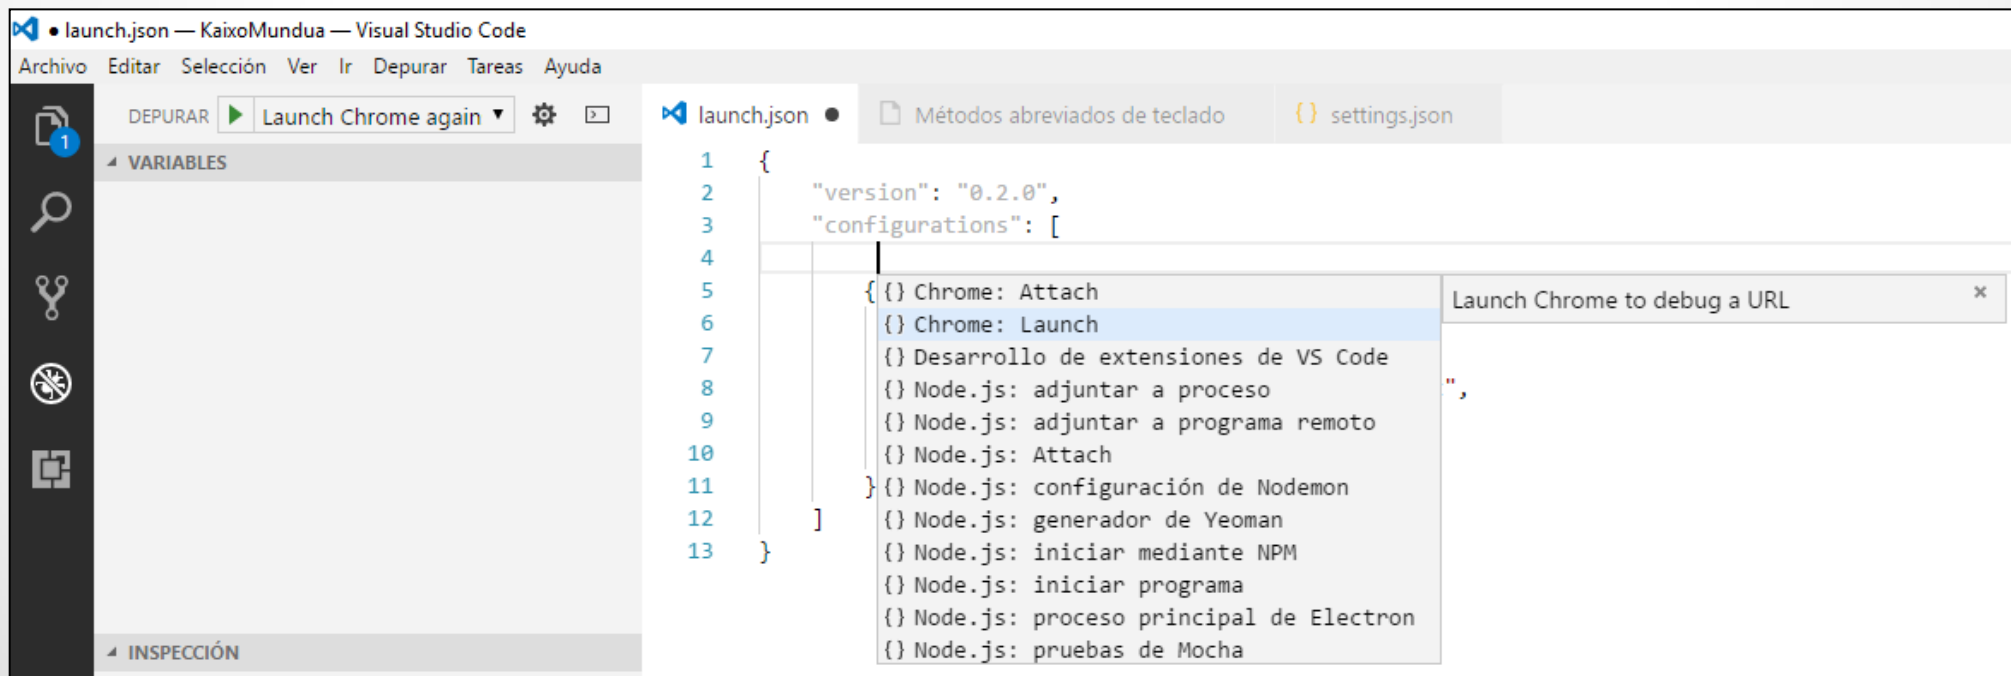 ● launch.json — KaixoMundua — Visual Studio Code
Archivo Editar Selección Ver Ir Depurar Tareas Ayuda
DEPURAR Launch Chrome again
launch.json ● Métodos abreviados de teclado {} settings.json
1
VARIABLES
1 {
2 "version": "0.2.0",
3 "configurations": [
4
5 { {} Chrome: Attach
Launch Chrome to debug a URL ×
6 {} Chrome: Launch
7 {} Desarrollo de extensiones de VS Code
8 {} Node.js: adjuntar a proceso ",
9 {} Node.js: adjuntar a programa remoto
10 {} Node.js: Attach
11 } {} Node.js: configuración de Nodemon
12 ] {} Node.js: generador de Yeoman
13 } {} Node.js: iniciar mediante NPM
{} Node.js: iniciar programa
{} Node.js: proceso principal de Electron
{} Node.js: pruebas de Mocha
INSPECCIÓN